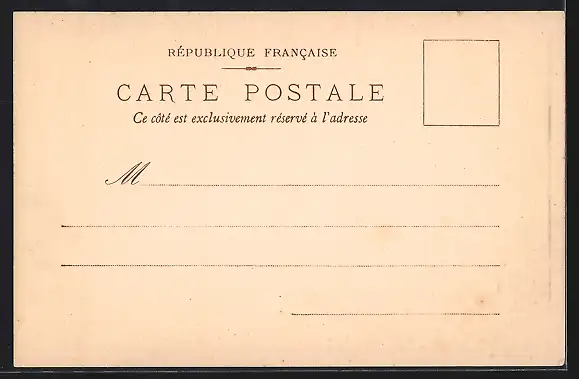 RÉPUBLIQUE FRANÇAISE
CARTE POSTALE
Ce côté est exclusivement réservé à l'adresse
M